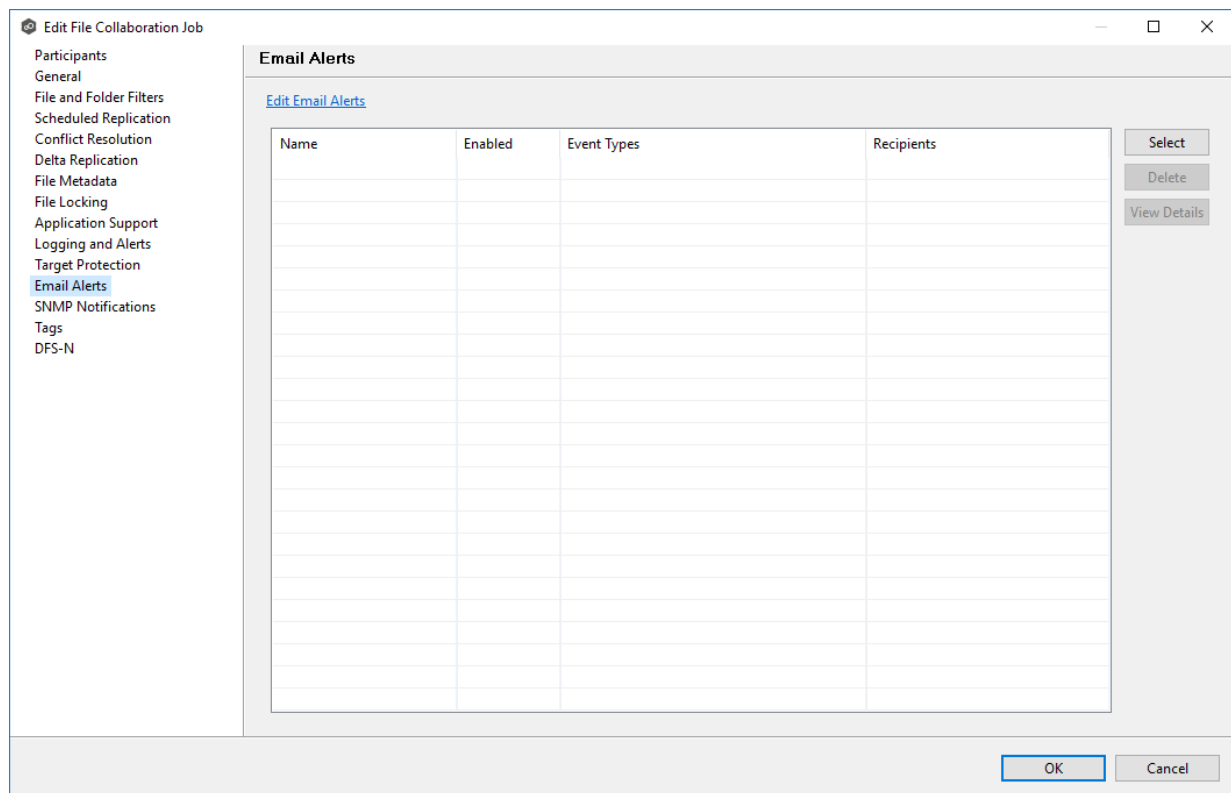 Edit File Collaboration Job
Participants
General
File and Folder Filters
Scheduled Replication
Conflict Resolution
Delta Replication
File Metadata
File Locking
Application Support
Logging and Alerts
Target Protection
Email Alerts
SNMP Notifications
Tags
DFS-N
Email Alerts
Edit Email Alerts
Name Enabled Event Types Recipients
Select
Delete
View Details
OK Cancel